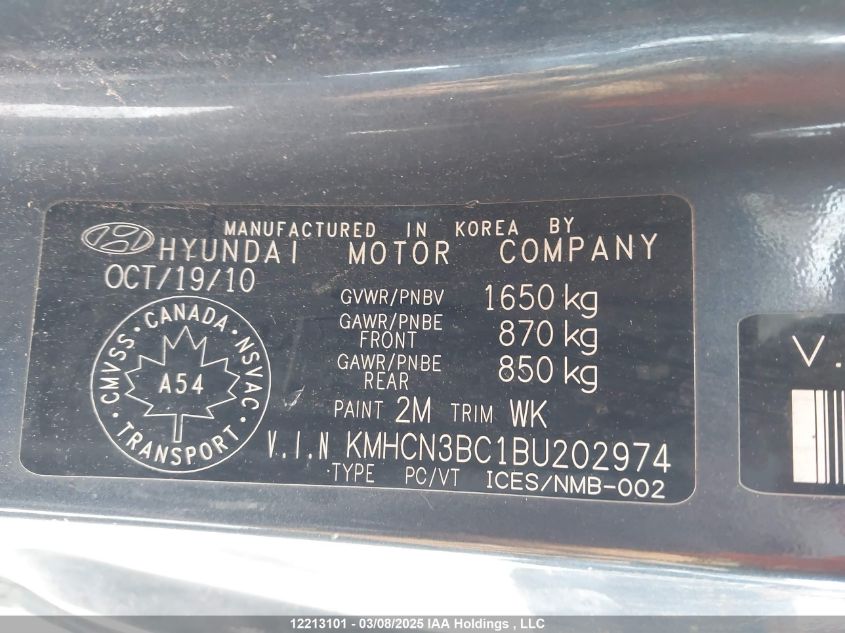 MANUFACTURED IN KOREA BY
HYUNDAI MOTOR COMPANY
OCT/19/10
GVWR/PNBV 1650 kg
GAWR/PNBE FRONT 870 kg
GAWR/PNBE REAR 850 kg
PAINT 2M TRIM WK
V.I.N KMHCN3BC1BU202974
TYPE PC/VT ICES/NMB-002
CMVSS · CANADA · NSVAC
A54
· TRANSPORT ·
V.
12213101 - 03/08/2025 IAA Holdings , LLC